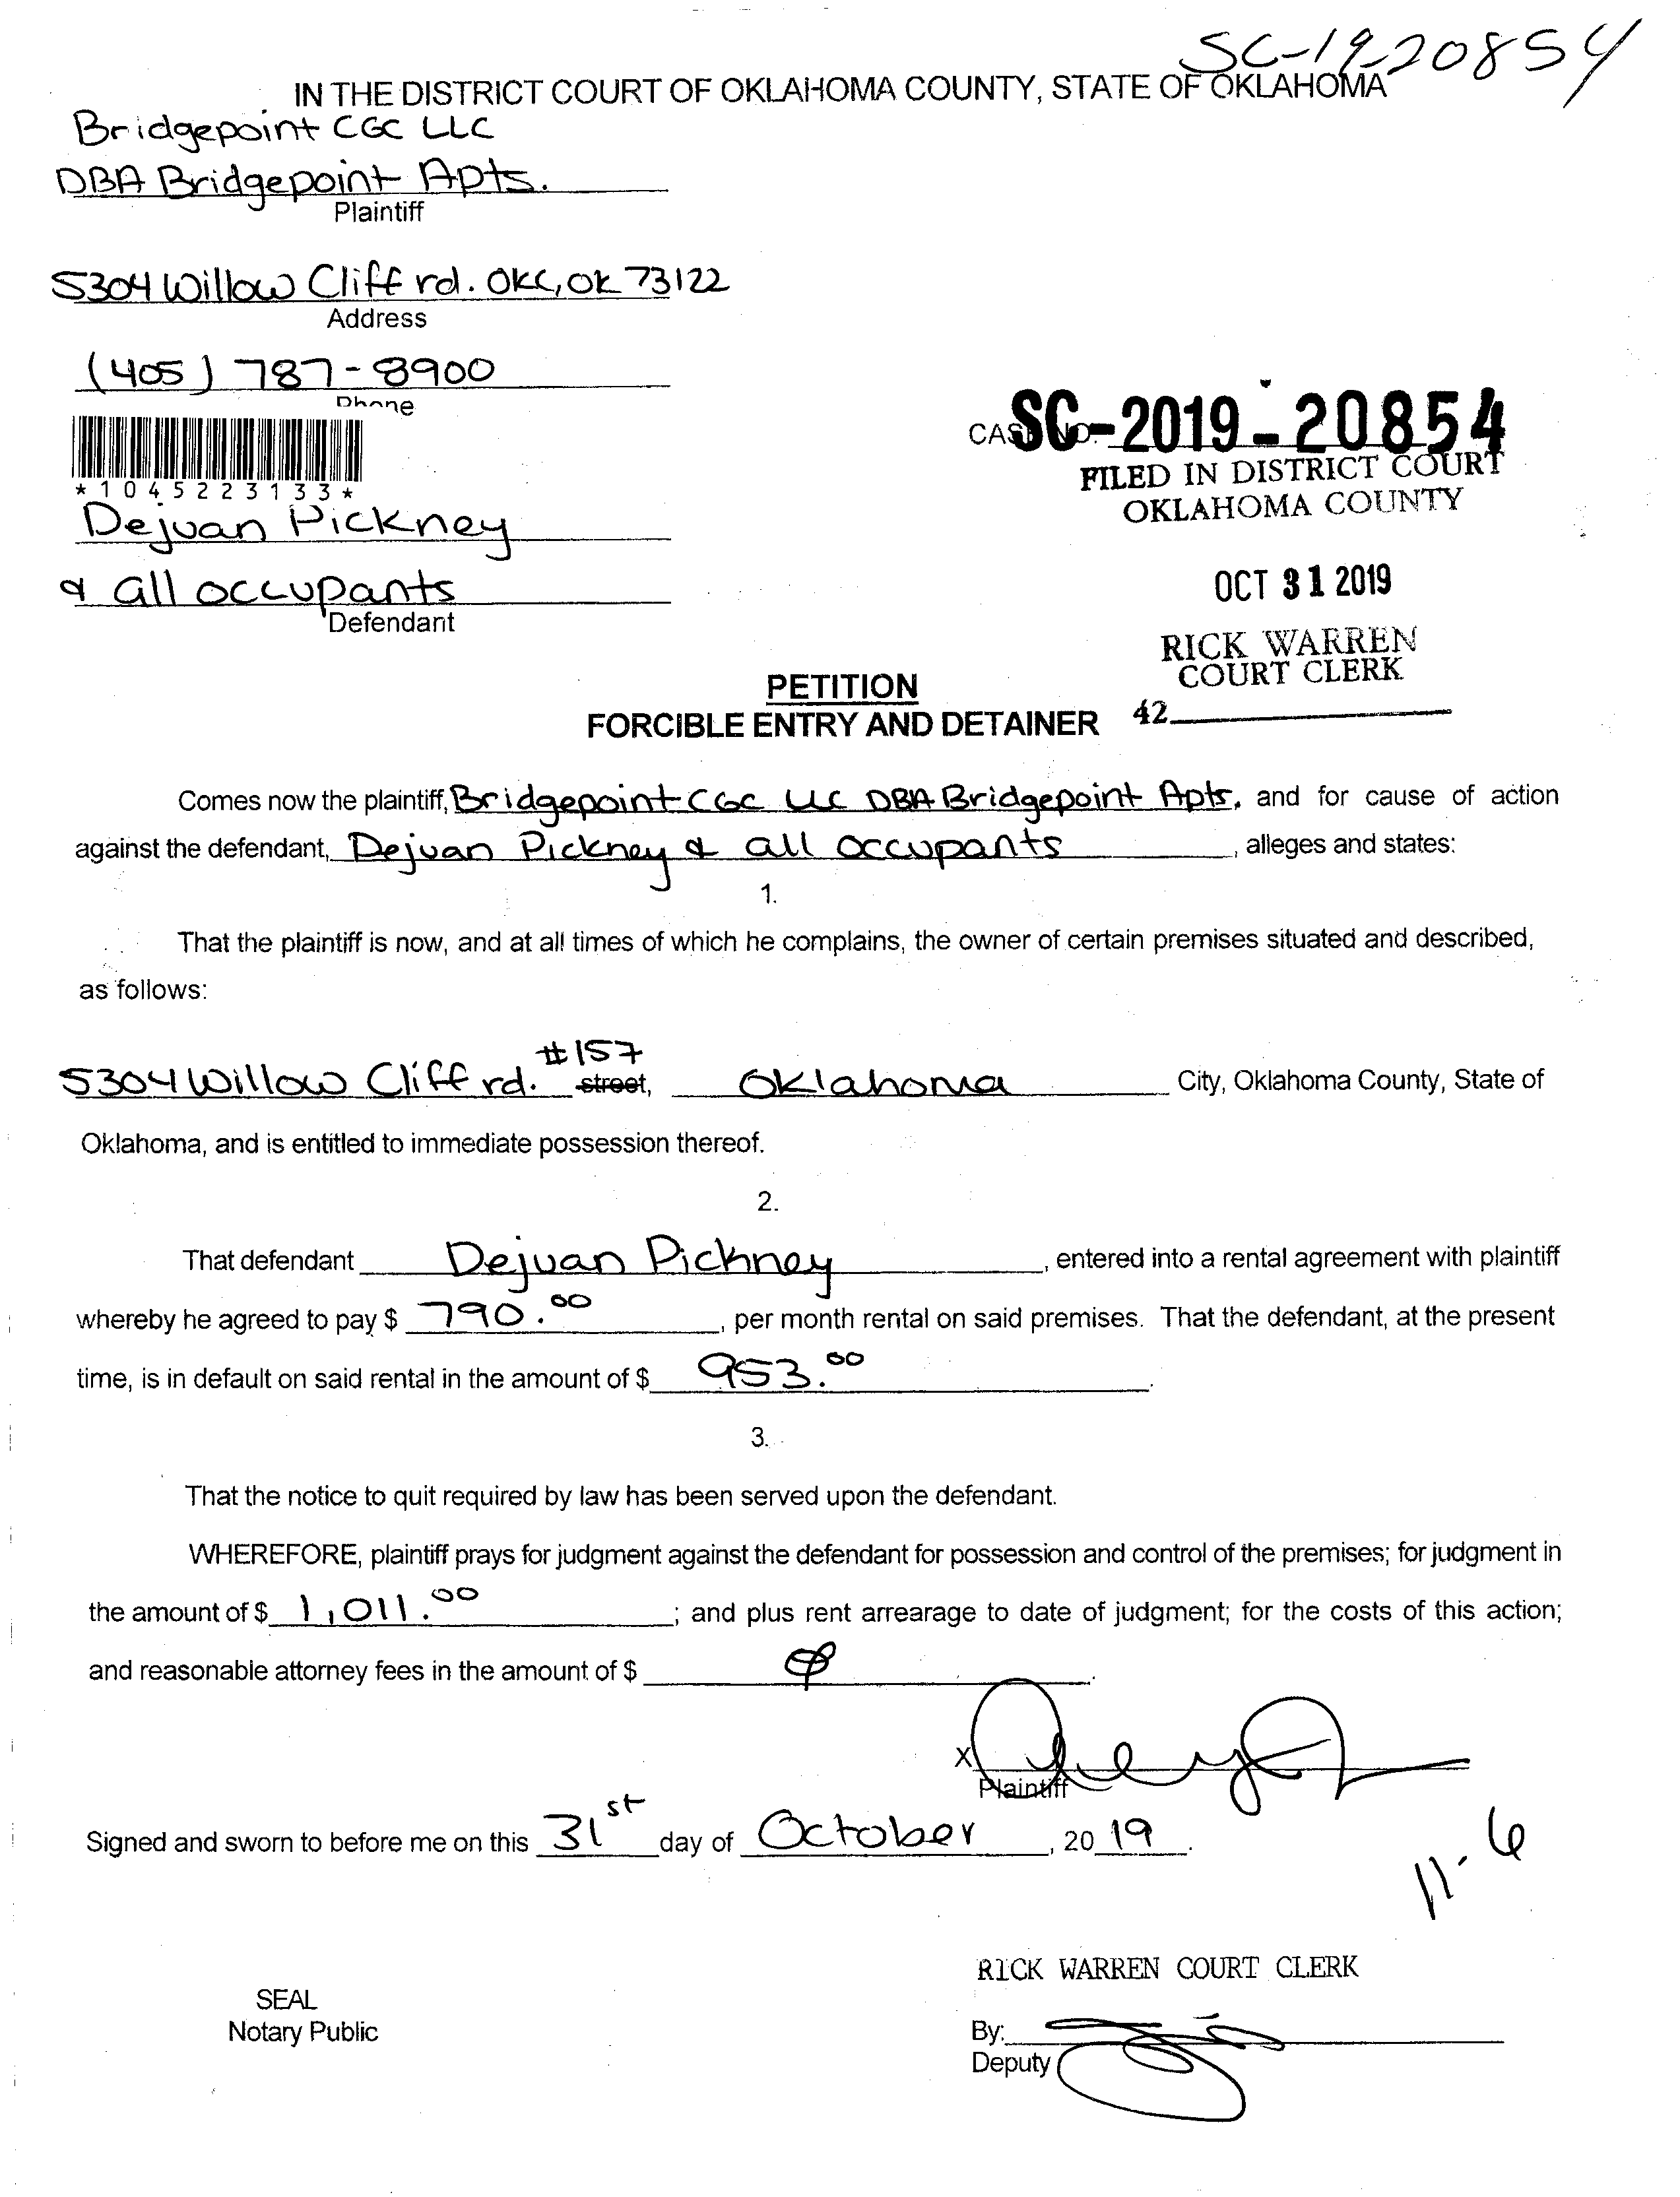 SC-19-20854
IN THE DISTRICT COURT OF OKLAHOMA COUNTY, STATE OF OKLAHOMA
Bridgepoint CGC LLC
DBA Bridgepoint Apts.
Plaintiff
5304 Willow Cliff rd. OKC, OK 73122
Address
(405) 787-8900
Phone
CASE NO. SC-2019-20854
FILED IN DISTRICT COURT
OKLAHOMA COUNTY
*1045223133*
Dejuan Pickney
& all occupants
Defendant
OCT 31 2019
RICK WARREN
COURT CLERK
42
PETITION
FORCIBLE ENTRY AND DETAINER
Comes now the plaintiff, Bridgepoint CGC LLC DBA Bridgepoint Apts, and for cause of action
against the defendant, Dejuan Pickney & all occupants, alleges and states:
1.
That the plaintiff is now, and at all times of which he complains, the owner of certain premises situated and described,
as follows:
5304 Willow Cliff rd. #157 street, Oklahoma City, Oklahoma County, State of
Oklahoma, and is entitled to immediate possession thereof.
2.
That defendant Dejuan Pickney, entered into a rental agreement with plaintiff
whereby he agreed to pay $ 790.00, per month rental on said premises. That the defendant, at the present
time, is in default on said rental in the amount of $ 953.00.
3.
That the notice to quit required by law has been served upon the defendant.
WHEREFORE, plaintiff prays for judgment against the defendant for possession and control of the premises; for judgment in
the amount of $ 1,011.00; and plus rent arrearage to date of judgment; for the costs of this action;
and reasonable attorney fees in the amount of $
X
Plaintiff
Signed and sworn to before me on this 31st day of October, 2019.
11-6
RICK WARREN COURT CLERK
SEAL
Notary Public
By:
Deputy